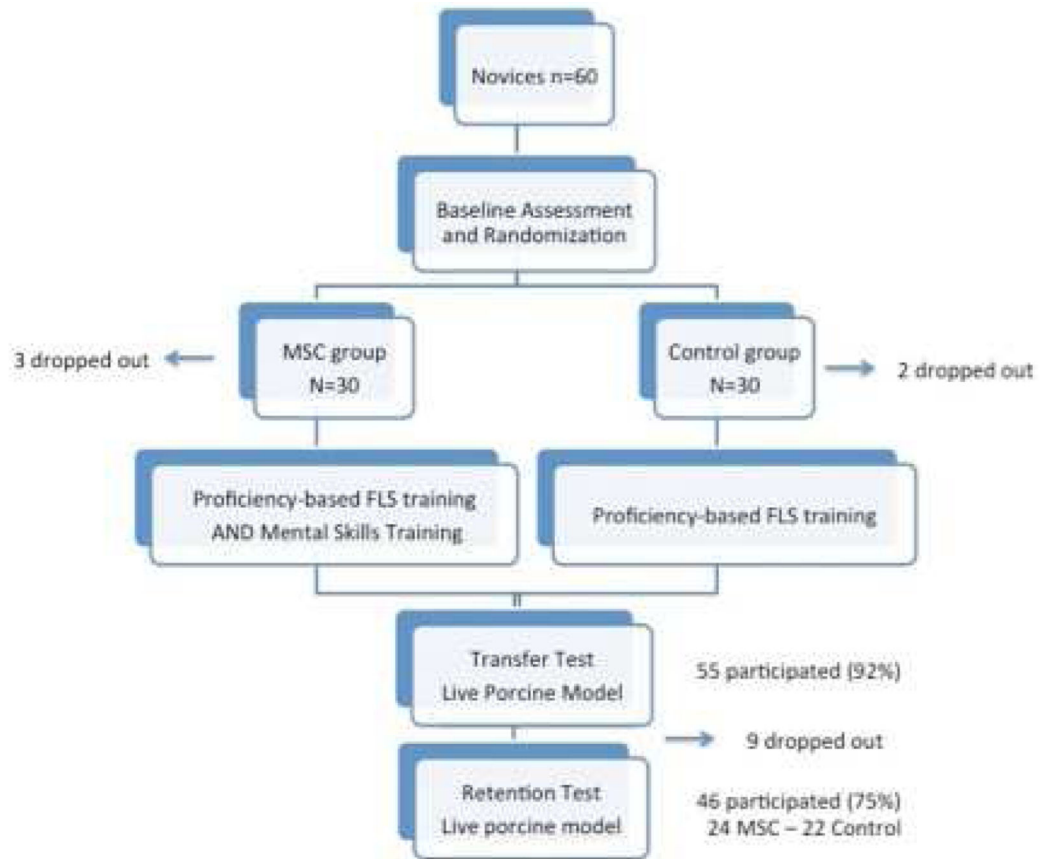 Novices n=60
Baseline Assessment
and Randomization
3 dropped out
MSC group
N=30
Control group
N=30
2 dropped out
Proficiency-based FLS training
AND Mental Skills Training
Proficiency-based FLS training
Transfer Test
Live Porcine Model
55 participated (92%)
9 dropped out
Retention Test
Live porcine model
46 participated (75%)
24 MSC – 22 Control